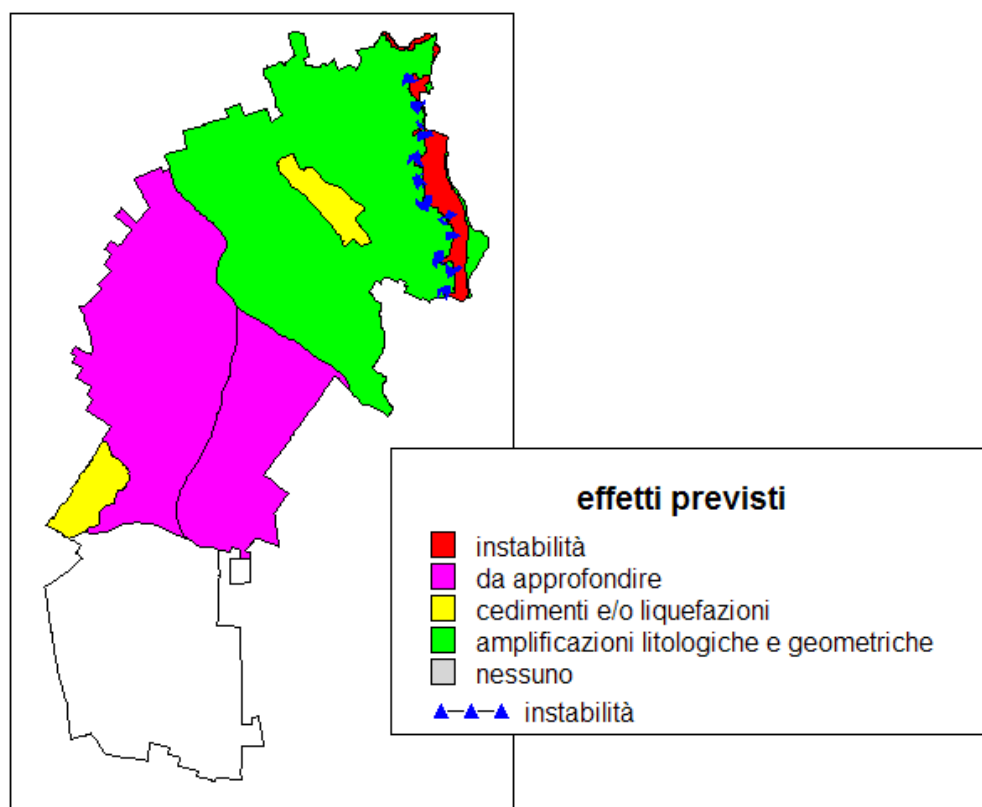 effetti previsti
instabilità
da approfondire
cedimenti e/o liquefazioni
amplificazioni litologiche e geometriche
nessuno
instabilità